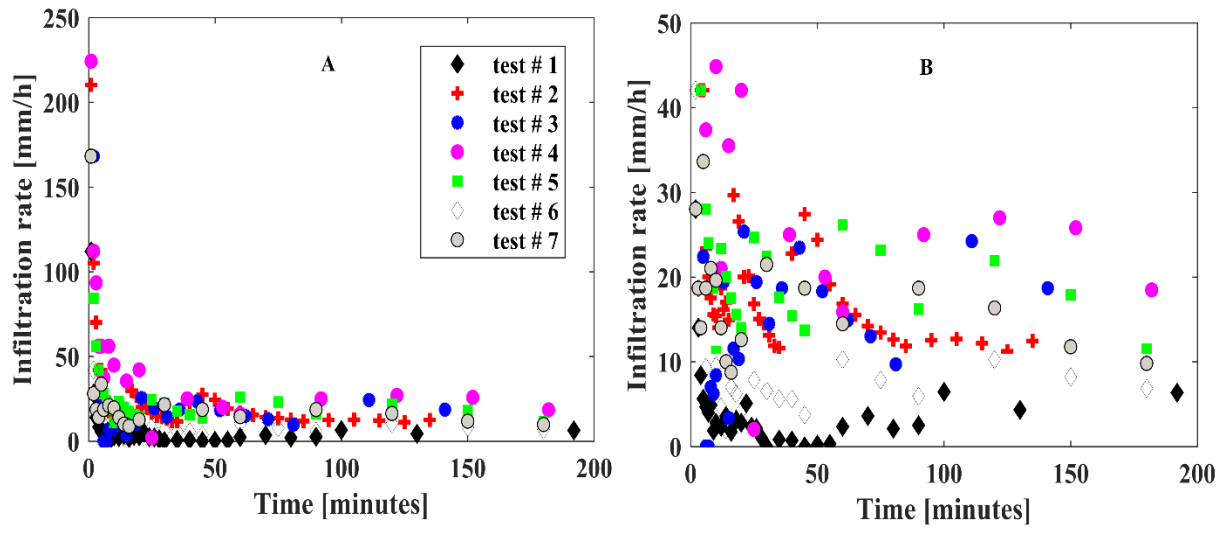 A
250
200
150
100
50
0
Infiltration rate [mm/h]
test # 1
test # 2
test # 3
test # 4
test # 5
test # 6
test # 7
0 50 100 150 200
Time [minutes]
B
50
40
30
20
10
0
Infiltration rate [mm/h]
0 50 100 150 200
Time [minutes]